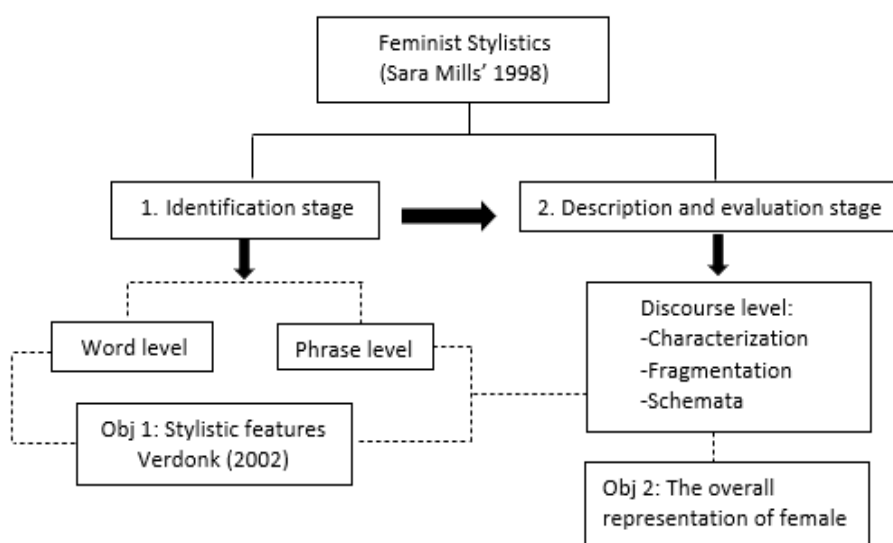 Feminist Stylistics
(Sara Mills' 1998)
1. Identification stage
2. Description and evaluation stage
Word level
Phrase level
Obj 1: Stylistic features
Verdonk (2002)
Discourse level:
-Characterization
-Fragmentation
-Schemata
Obj 2: The overall
representation of female